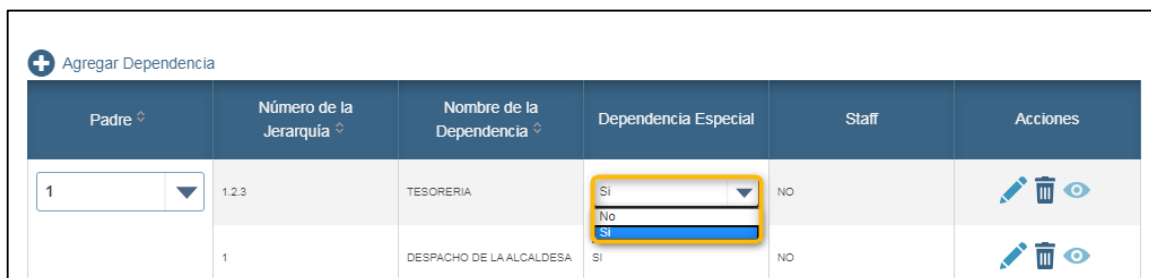 Agregar Dependencia
Padre
Número de la
Jerarquía
Nombre de la
Dependencia
Dependencia Especial
Staff
Acciones
1
1.2.3
TESORERIA
Si
NO
No
Si
1
DESPACHO DE LA ALCALDESA
SI
NO